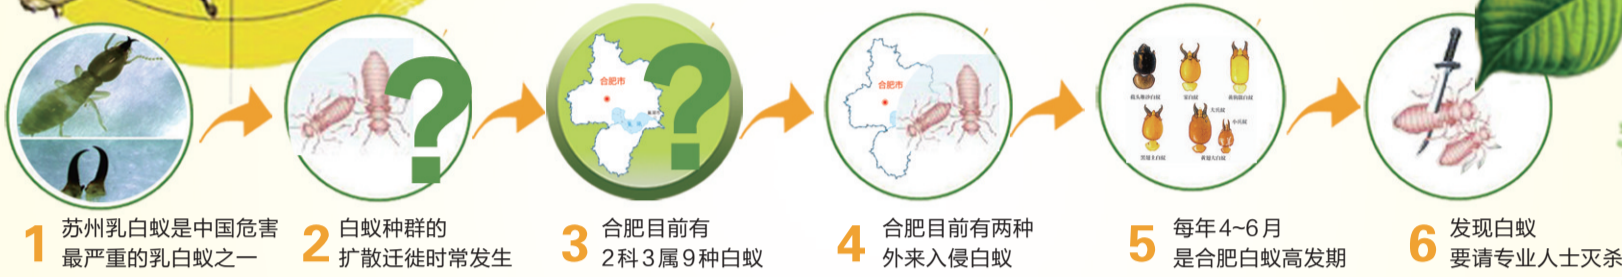 合肥市
合肥市
1 苏州乳白蚁是中国危害
最严重的乳白蚁之一
2 白蚁种群的
扩散迁徙时常发生
3 合肥目前有
2科3属9种白蚁
4 合肥目前有两种
外来入侵白蚁
5 每年4~6月
是合肥白蚁高发期
6 发现白蚁
要请专业人士灭杀